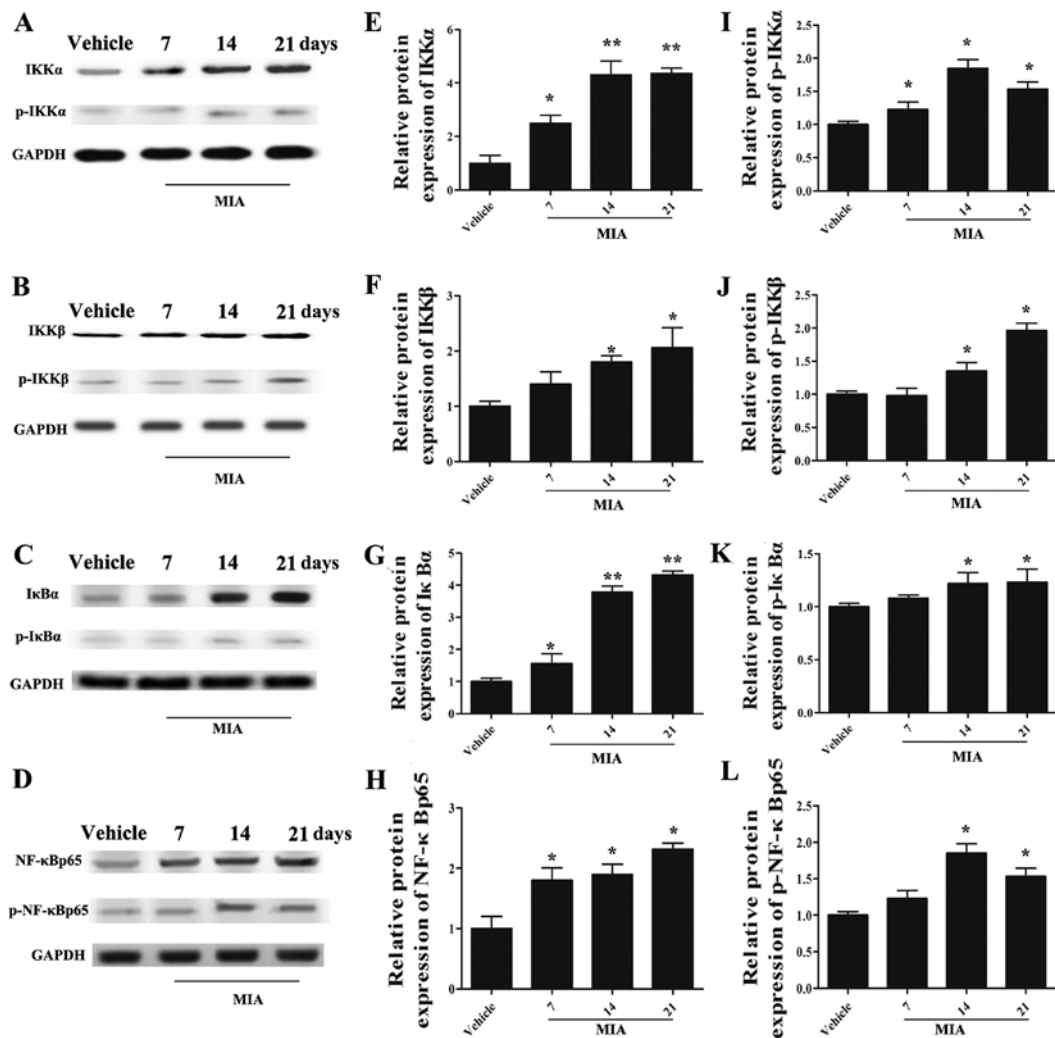 A
Vehicle 7 14 21 days
IKKα
p-IKKα
GAPDH
MIA
E
Relative protein
expression of IKKα
6
4
2
0
*
**
**
Vehicle
7
14
21
MIA
I
Relative protein
expression of p-IKKα
2.5
2.0
1.5
1.0
0.5
0.0
*
*
*
Vehicle
7
14
21
MIA
B
Vehicle 7 14 21 days
IKKβ
p-IKKβ
GAPDH
MIA
F
Relative protein
expression of IKKβ
3
2
1
0
*
*
Vehicle
7
14
21
MIA
J
Relative protein
expression of p-IKKβ
2.5
2.0
1.5
1.0
0.5
0.0
*
*
Vehicle
7
14
21
MIA
C
Vehicle 7 14 21 days
IκBα
p-IκBα
GAPDH
MIA
G
Relative protein
expression of Iκ Bα
5
4
3
2
1
0
*
**
**
Vehicle
7
14
21
MIA
K
Relative protein
expression of p-Iκ Bα
1.5
1.0
0.5
0.0
*
*
Vehicle
7
14
21
MIA
D
Vehicle 7 14 21 days
NF-κBp65
p-NF-κBp65
GAPDH
MIA
H
Relative protein
expression of NF-κ Bp65
3
2
1
0
*
*
*
Vehicle
7
14
21
MIA
L
Relative protein
expression of p-NF-κ Bp65
2.5
2.0
1.5
1.0
0.5
0.0
*
*
Vehicle
7
14
21
MIA